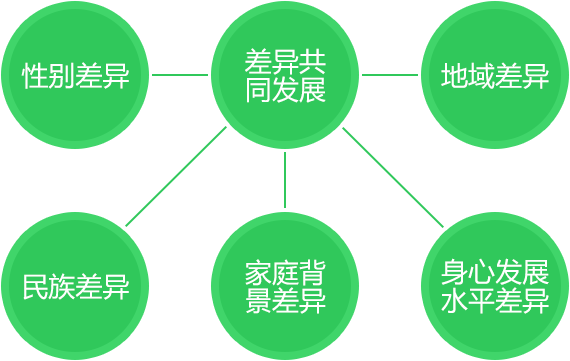 性别差异
差异共
同发展
地域差异
民族差异
家庭背
景差异
身心发展
水平差异